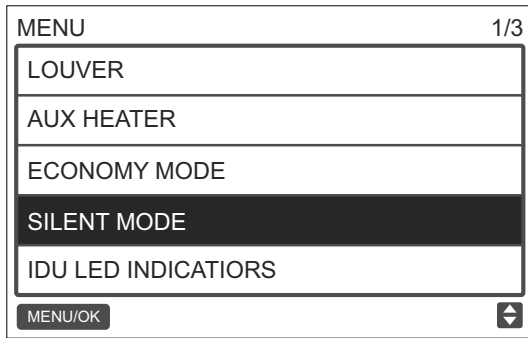 MENU 1/3
LOUVER
AUX HEATER
ECONOMY MODE
SILENT MODE
IDU LED INDICATIORS
MENU/OK